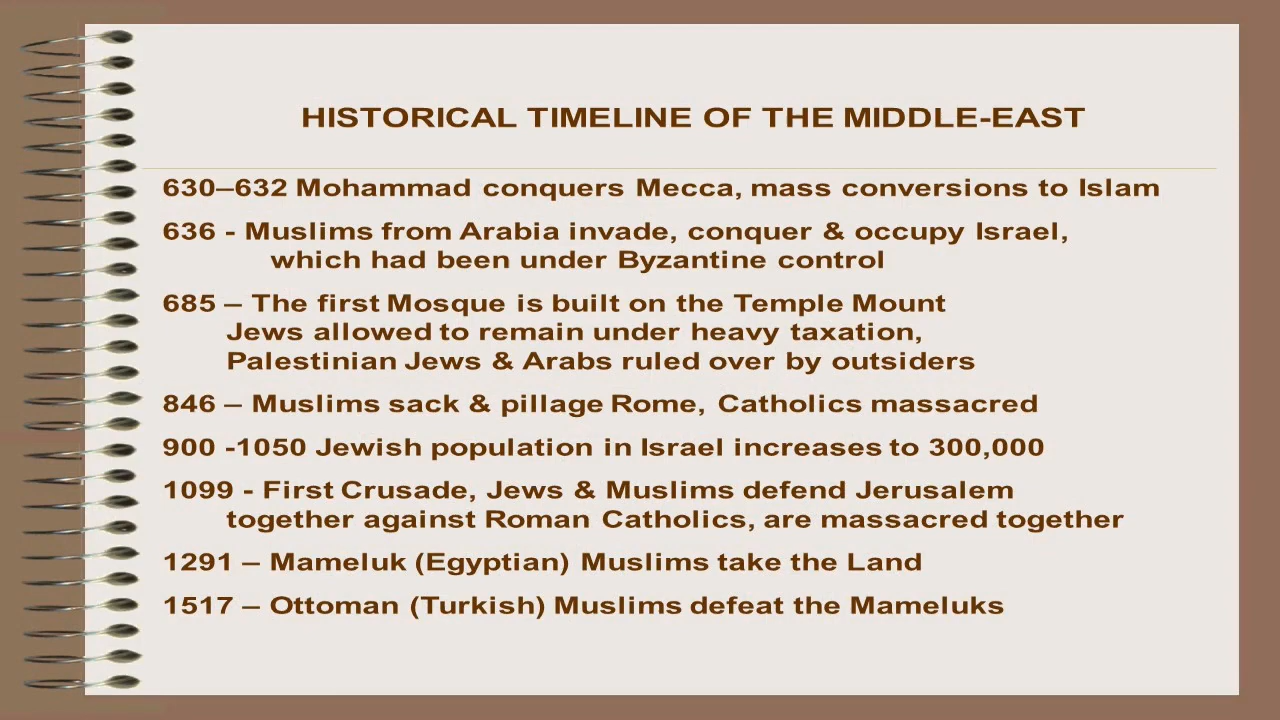 HISTORICAL TIMELINE OF THE MIDDLE-EAST
630–632 Mohammad conquers Mecca, mass conversions to Islam
636 - Muslims from Arabia invade, conquer & occupy Israel,
which had been under Byzantine control
685 – The first Mosque is built on the Temple Mount
Jews allowed to remain under heavy taxation,
Palestinian Jews & Arabs ruled over by outsiders
846 – Muslims sack & pillage Rome, Catholics massacred
900 -1050 Jewish population in Israel increases to 300,000
1099 - First Crusade, Jews & Muslims defend Jerusalem
together against Roman Catholics, are massacred together
1291 – Mameluk (Egyptian) Muslims take the Land
1517 – Ottoman (Turkish) Muslims defeat the Mameluks